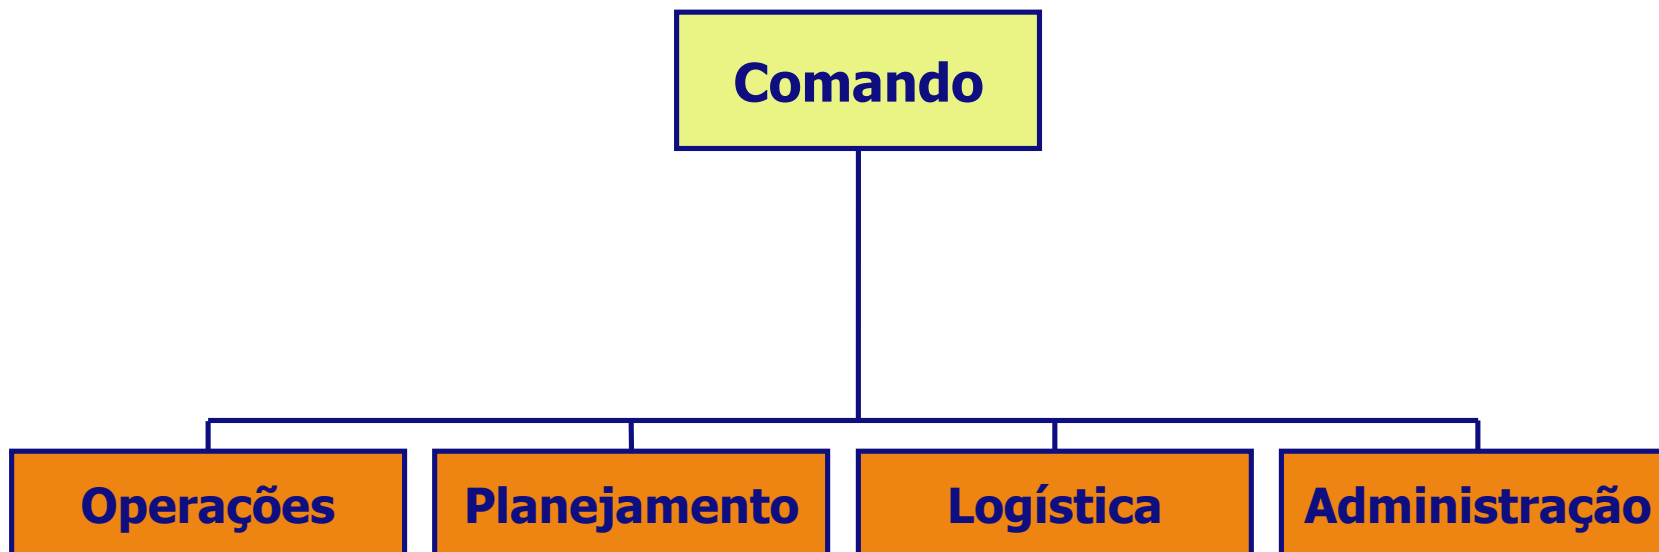 Comando
Operações
Planejamento
Logística
Administração